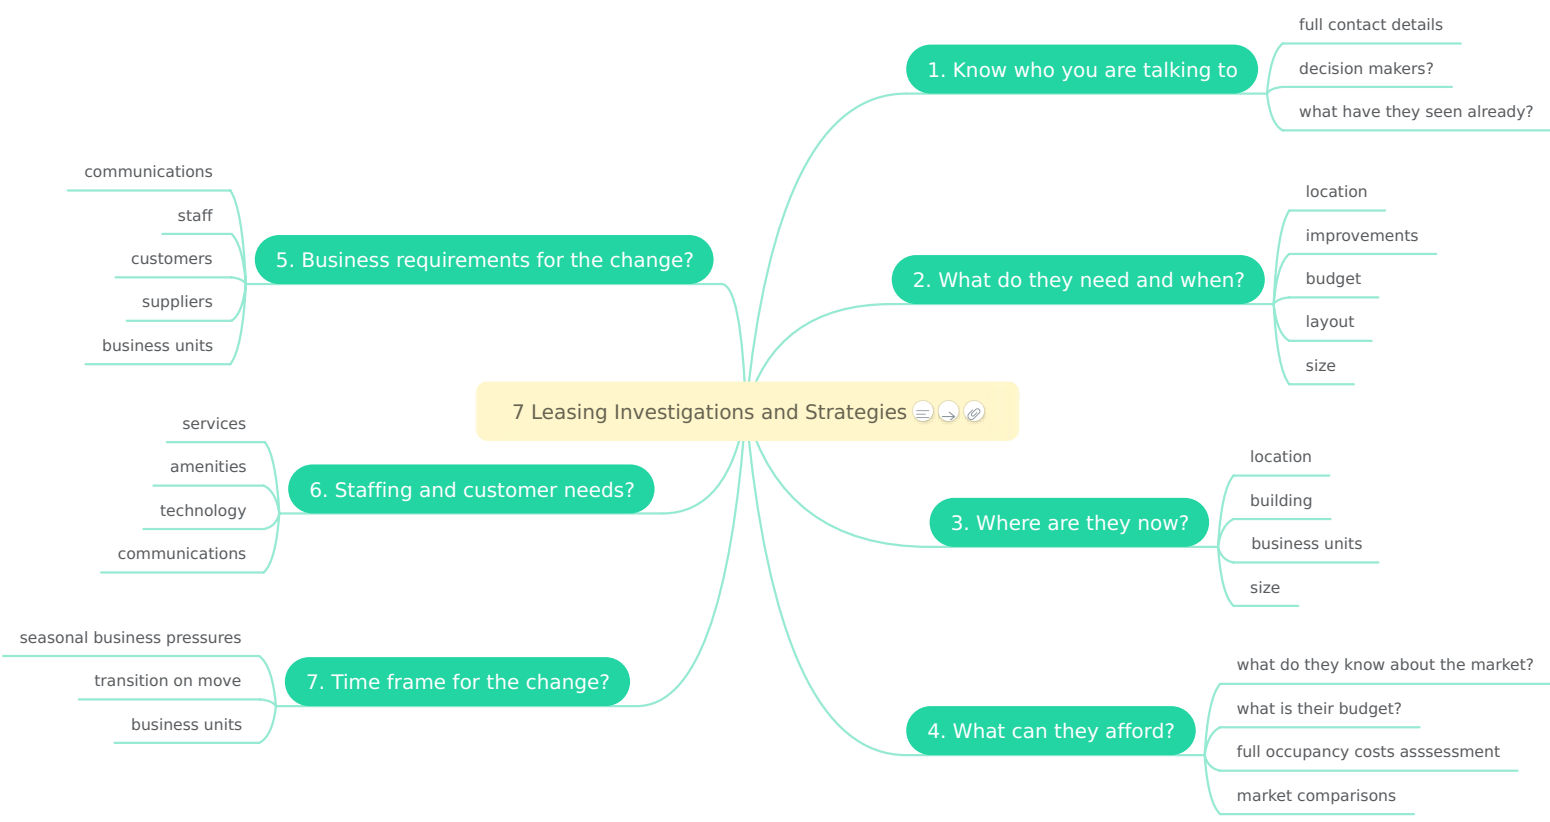 7 Leasing Investigations and Strategies
1. Know who you are talking to
full contact details
decision makers?
what have they seen already?
2. What do they need and when?
location
improvements
budget
layout
size
3. Where are they now?
location
building
business units
size
4. What can they afford?
what do they know about the market?
what is their budget?
full occupancy costs asssessment
market comparisons
5. Business requirements for the change?
communications
staff
customers
suppliers
business units
6. Staffing and customer needs?
services
amenities
technology
communications
7. Time frame for the change?
seasonal business pressures
transition on move
business units